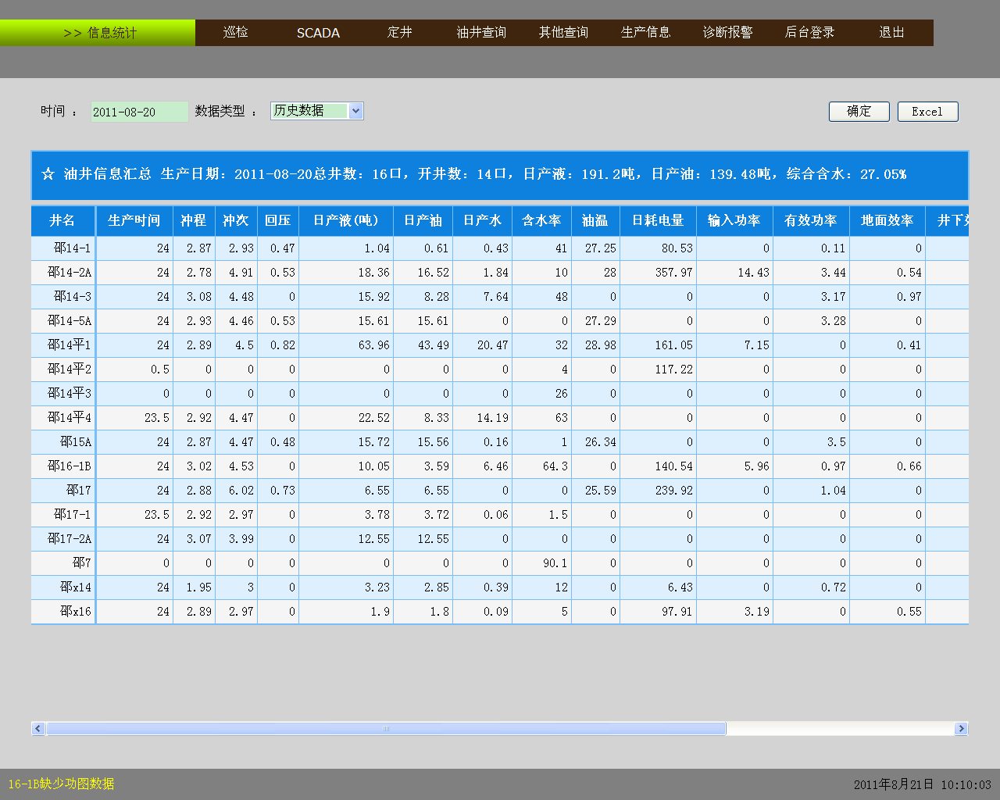 >> 信息统计 巡检 SCADA 定井 油井查询 其他查询 生产信息 诊断报警 后台登录 退出
时间 ： 2011-08-20 数据类型 ： 历史数据 确定 Excel
☆ 油井信息汇总 生产日期：2011-08-20总井数：16口，开井数：14口，日产液：191.2吨，日产油：139.48吨，综合含水：27.05%
井名 生产时间 冲程 冲次 回压 日产液(吨) 日产油 日产水 含水率 油温 日耗电量 输入功率 有效功率 地面效率 井下
邵14-1 24 2.87 2.93 0.47 1.04 0.61 0.43 41 27.25 80.53 0 0.11 0
邵14-2A 24 2.78 4.91 0.53 18.36 16.52 1.84 10 28 357.97 14.43 3.44 0.54
邵14-3 24 3.08 4.48 0 15.92 8.28 7.64 48 0 0 0 3.17 0.97
邵14-5A 24 2.93 4.46 0.53 15.61 15.61 0 0 27.29 0 0 3.28 0
邵14平1 24 2.89 4.5 0.82 63.96 43.49 20.47 32 28.98 161.05 7.15 0 0.41
邵14平2 0.5 0 0 0 0 0 0 4 0 117.22 0 0 0
邵14平3 0 0 0 0 0 0 0 26 0 0 0 0 0
邵14平4 23.5 2.92 4.47 0 22.52 8.33 14.19 63 0 0 0 0 0
邵15A 24 2.87 4.47 0.48 15.72 15.56 0.16 1 26.34 0 0 3.5 0
邵16-1B 24 3.02 4.53 0 10.05 3.59 6.46 64.3 0 140.54 5.96 0.97 0.66
邵17 24 2.88 6.02 0.73 6.55 6.55 0 0 25.59 239.92 0 1.04 0
邵17-1 23.5 2.92 2.97 0 3.78 3.72 0.06 1.5 0 0 0 0 0
邵17-2A 24 3.07 3.99 0 12.55 12.55 0 0 0 0 0 0 0
邵7 0 0 0 0 0 0 0 90.1 0 0 0 0 0
邵x14 24 1.95 3 0 3.23 2.85 0.39 12 0 6.43 0 0.72 0
邵x16 24 2.89 2.97 0 1.9 1.8 0.09 5 0 97.91 3.19 0 0.55
16-1B缺少功图数据 2011年8月21日 10:10:03